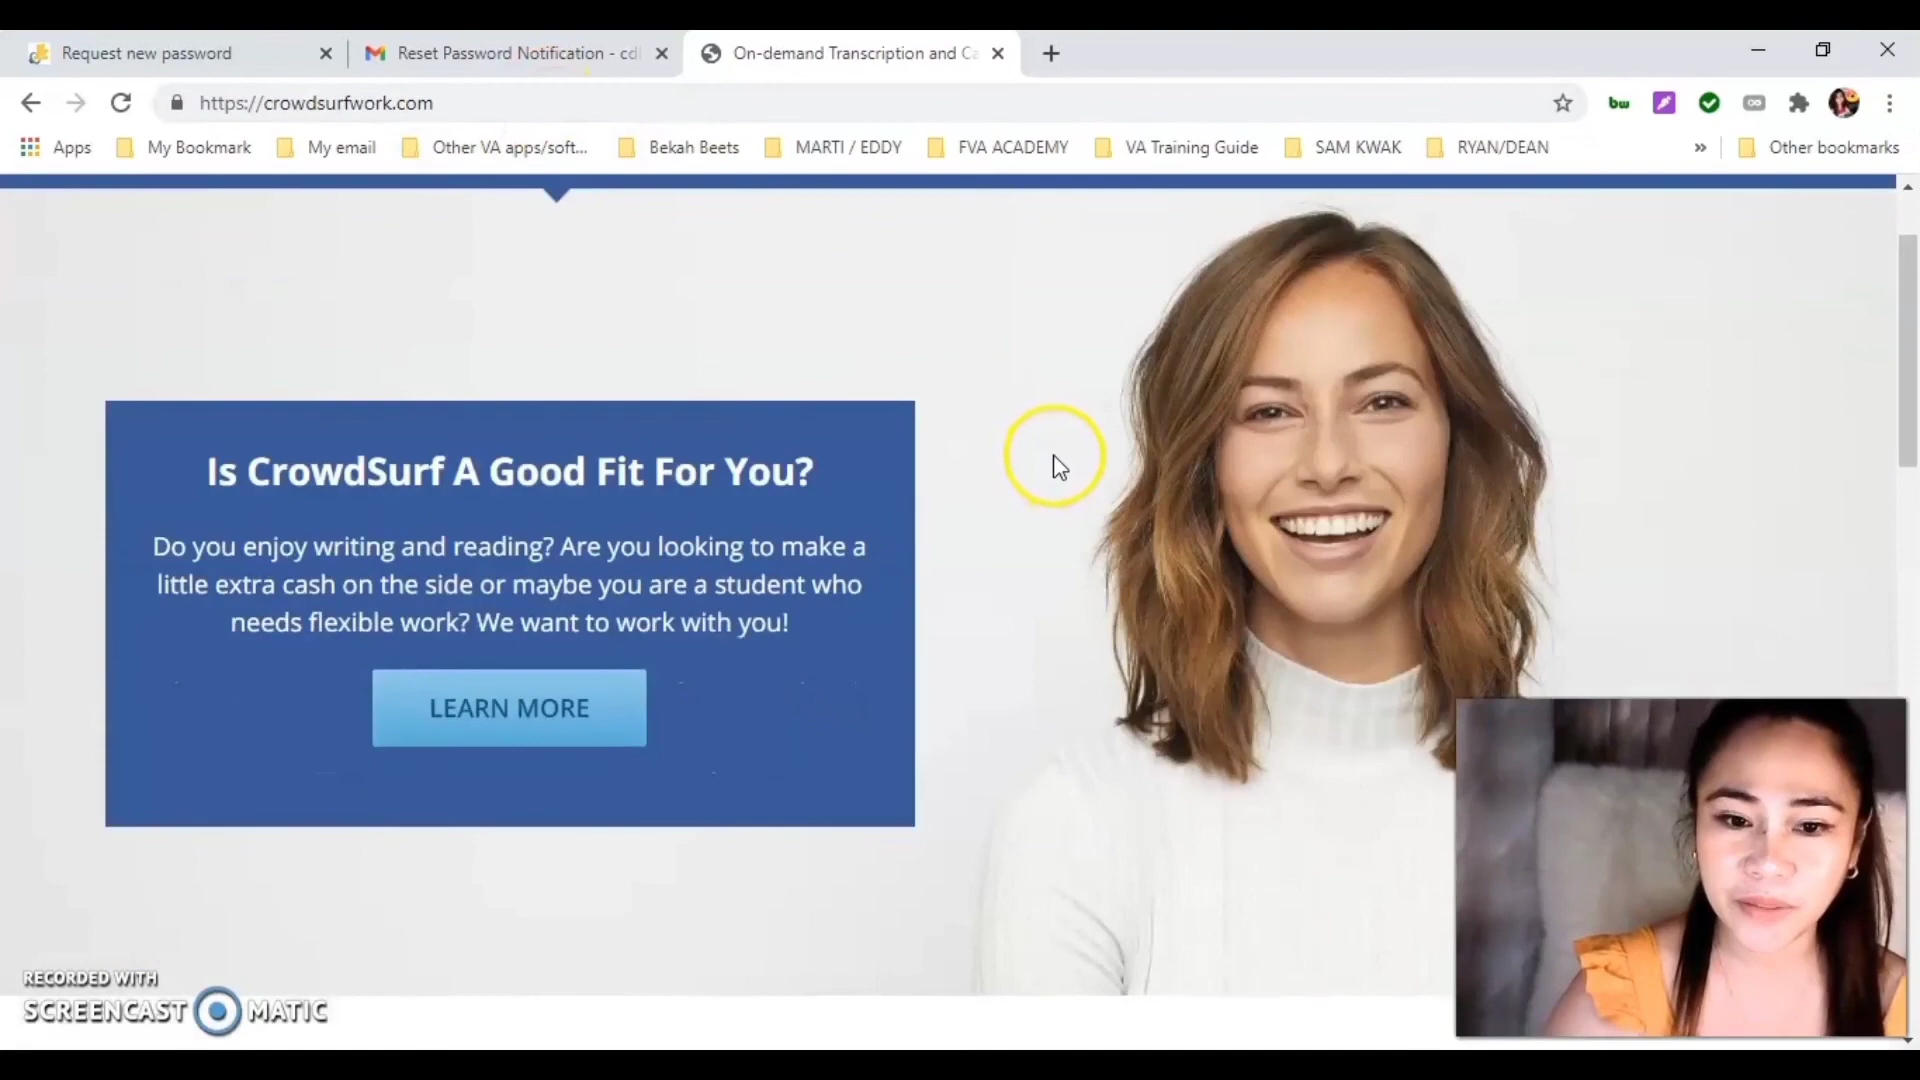 Request new password
Reset Password Notification - cdl
On-demand Transcription and Ca
https://crowdsurfwork.com
bw
Apps
My Bookmark
My email
Other VA apps/soft...
Bekah Beets
MARTI / EDDY
FVA ACADEMY
VA Training Guide
SAM KWAK
RYAN/DEAN
»
Other bookmarks
Is CrowdSurf A Good Fit For You?
Do you enjoy writing and reading? Are you looking to make a
little extra cash on the side or maybe you are a student who
needs flexible work? We want to work with you!
LEARN MORE
RECORDED WITH
SCREENCAST MATIC